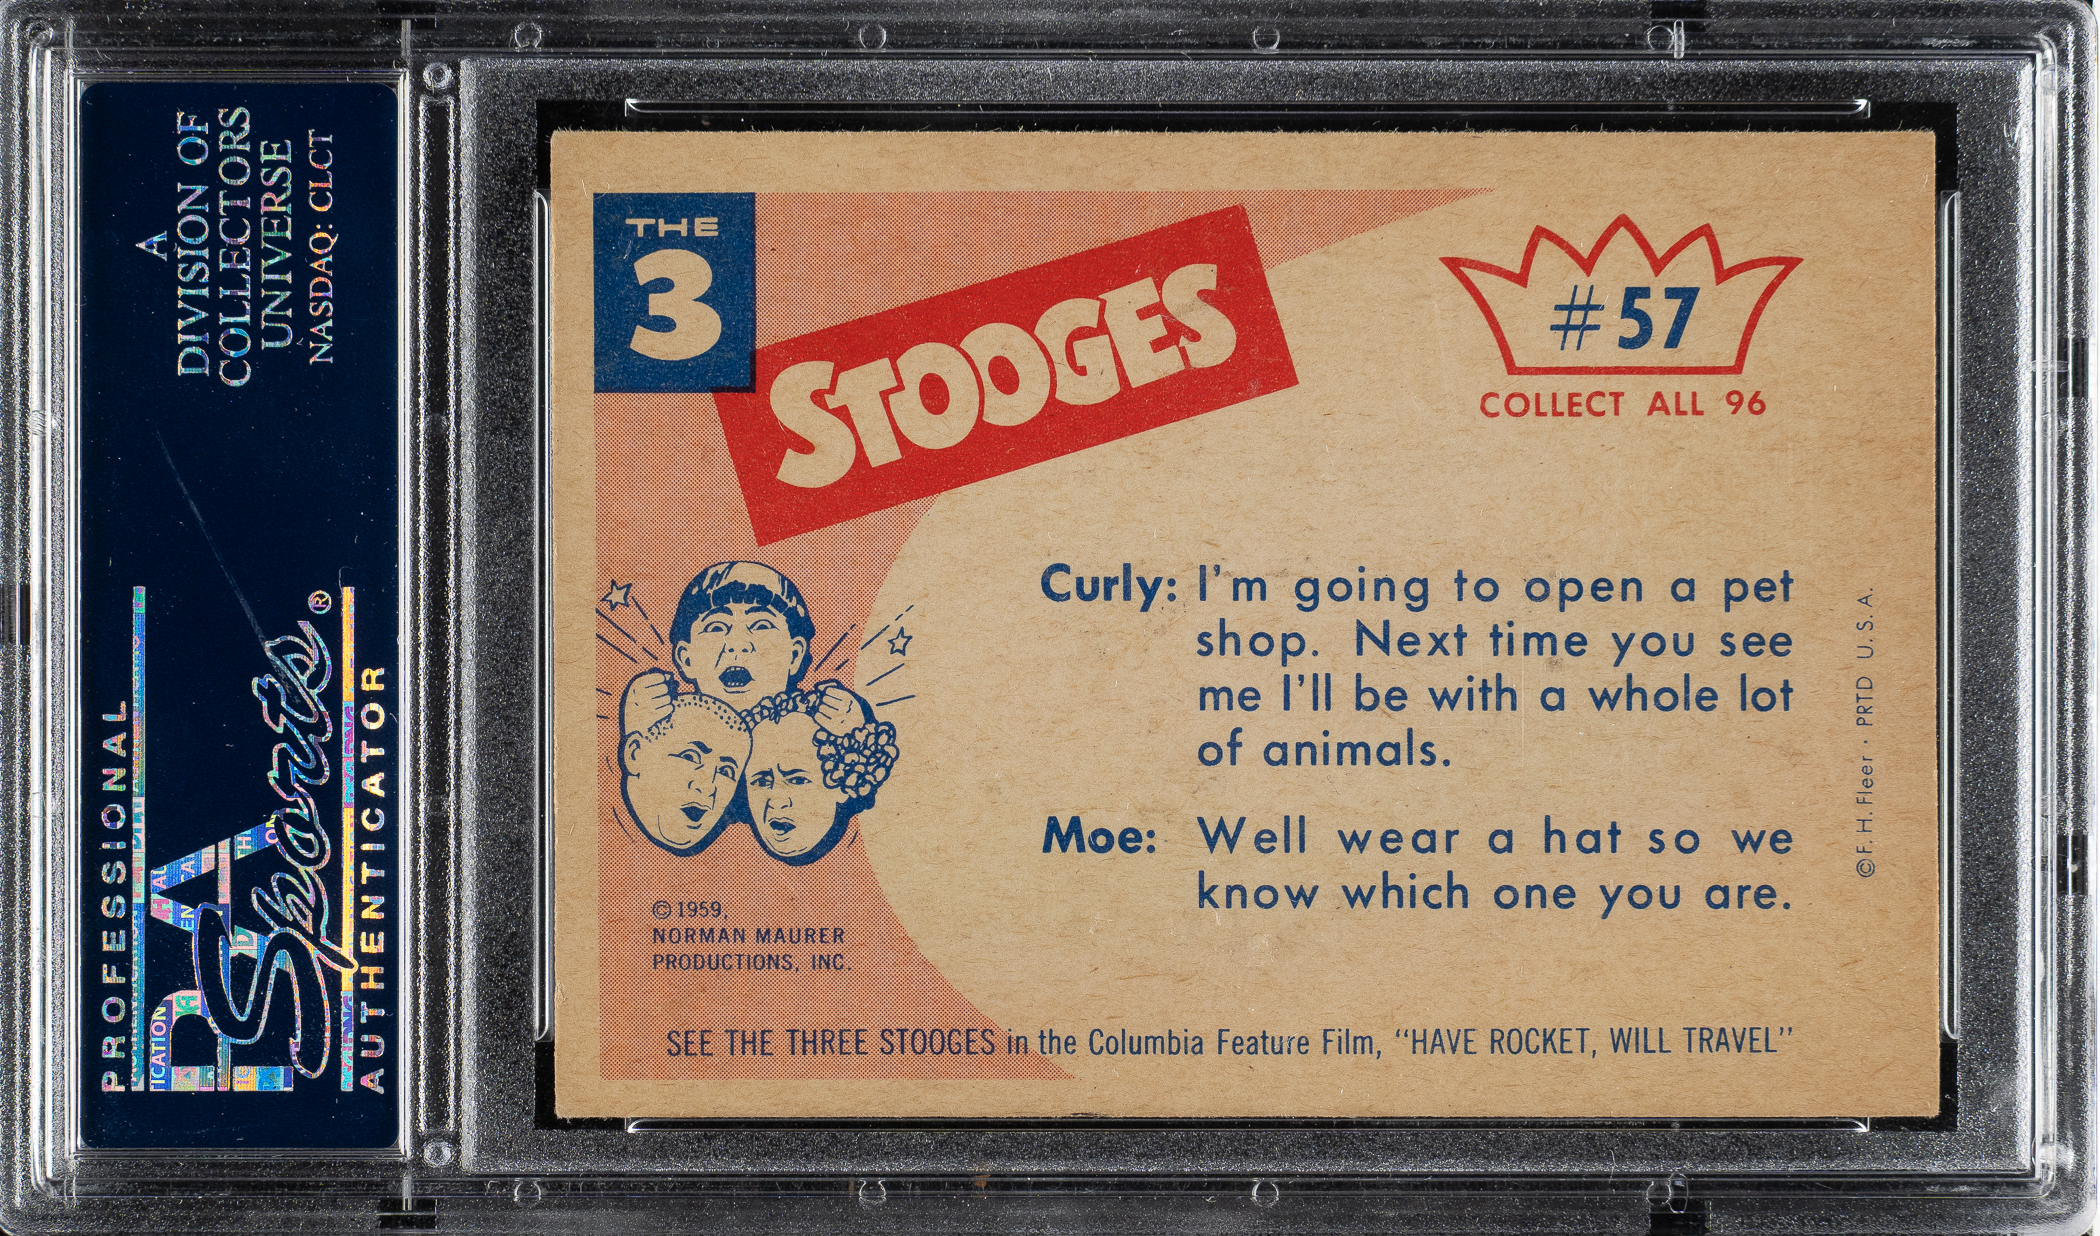 A
DIVISION OF
COLLECTORS
UNIVERSE
NASDAQ: CLCT
PROFESSIONAL
PSA
Sports®
AUTHENTICATOR
THE
3
STOOGES
#57
COLLECT ALL 96
Curly: I'm going to open a pet
shop. Next time you see
me I'll be with a whole lot
of animals.
Moe: Well wear a hat so we
know which one you are.
©1959,
NORMAN MAURER
PRODUCTIONS, INC.
SEE THE THREE STOOGES in the Columbia Feature Film, “HAVE ROCKET, WILL TRAVEL”
©F. H. Fleer • PRTD U. S. A.